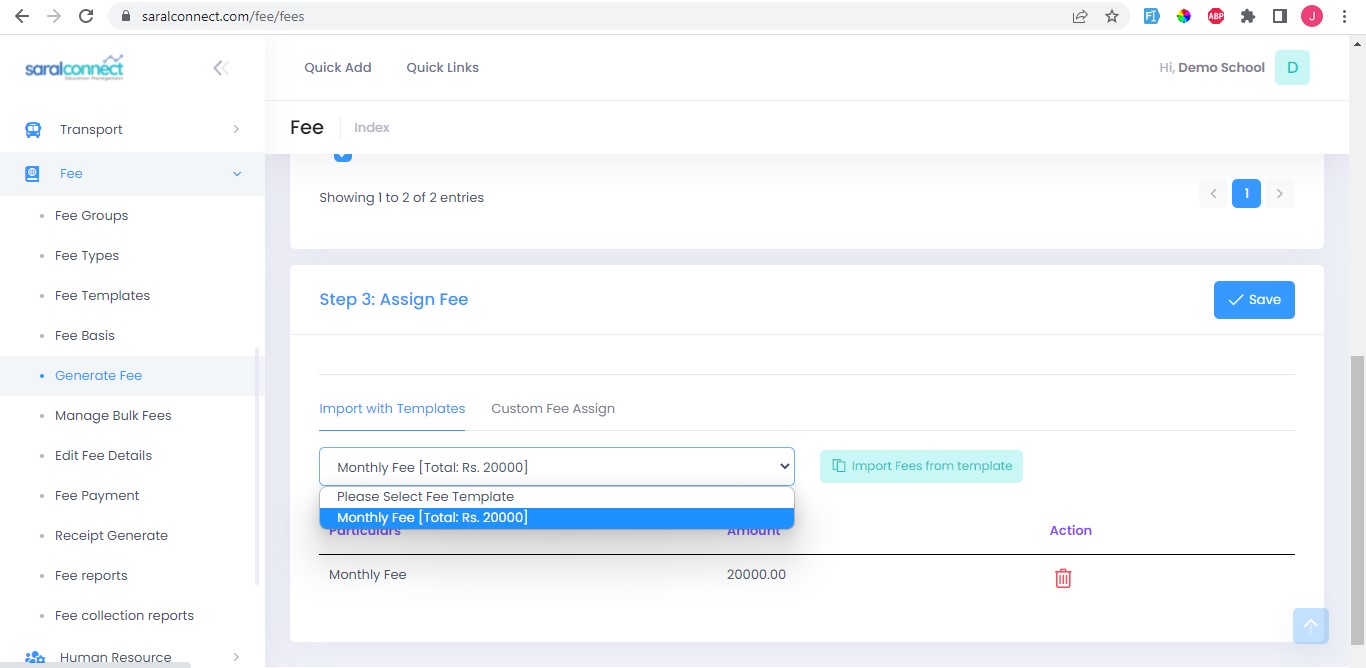 saralconnect.com/fee/fees
ABP
J
saralconnect
Education Management
Quick Add
Quick Links
Hi, Demo School
D
Fee
Index
Transport
Fee
Fee Groups
Fee Types
Fee Templates
Fee Basis
Generate Fee
Manage Bulk Fees
Edit Fee Details
Fee Payment
Receipt Generate
Fee reports
Fee collection reports
Human Resource
Showing 1 to 2 of 2 entries
1
Step 3: Assign Fee
Save
Import with Templates
Custom Fee Assign
Monthly Fee [Total: Rs. 20000]
Import Fees from template
Please Select Fee Template
Monthly Fee [Total: Rs. 20000]
Particulars
Amount
Action
Monthly Fee
20000.00